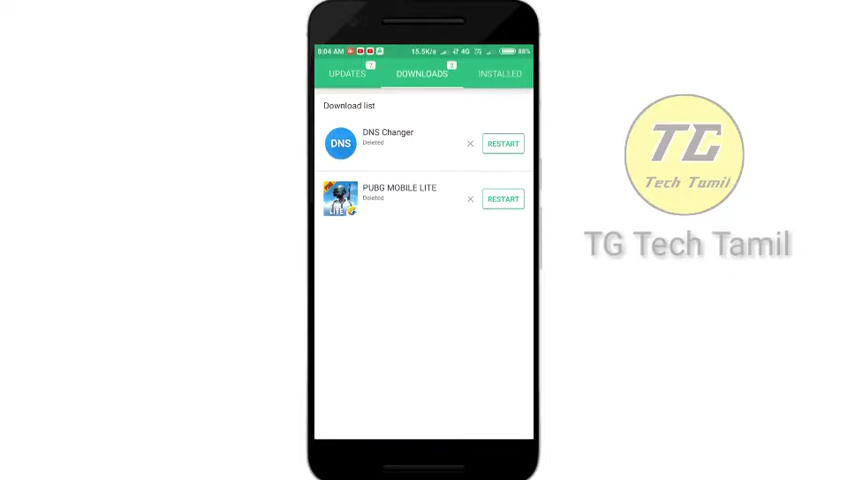 8:04 AM 15.5K/s 4G 88%
UPDATES 7 DOWNLOADS INSTALLED
Download list
DNS
DNS Changer
Deleted
RESTART
PUBG MOBILE LITE
Deleted
RESTART
LITE
TG
Tech Tamil
TG Tech Tamil